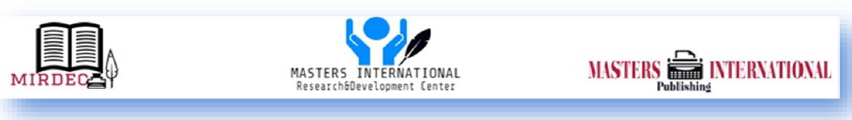 MIRDEC
MASTERS INTERNATIONAL
Research&Development Center
MASTERS INTERNATIONAL
Publishing